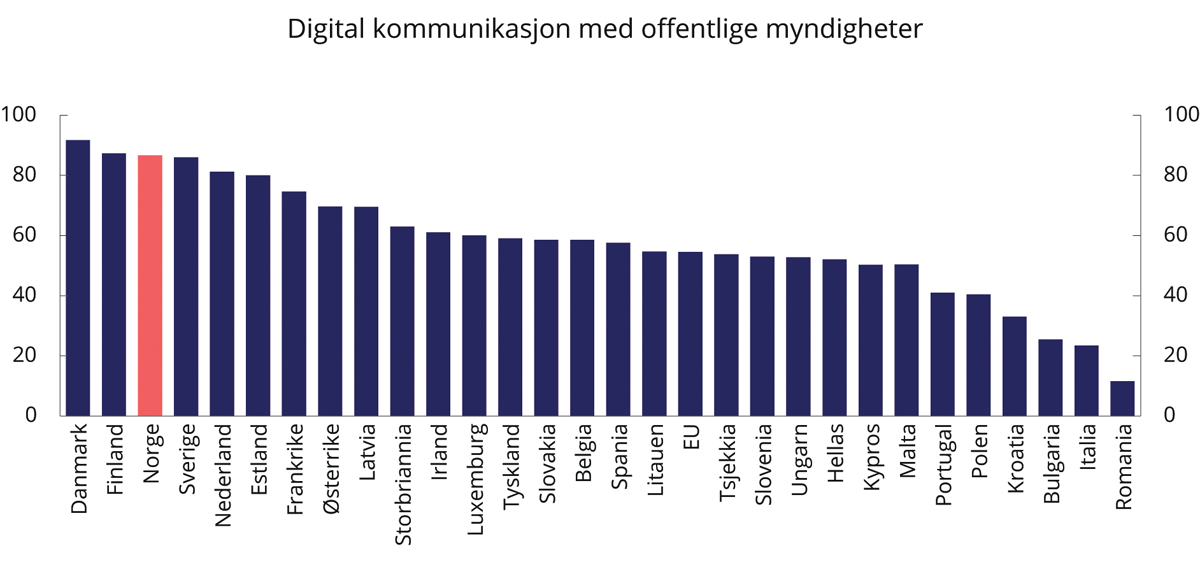 Digital kommunikasjon med offentlige myndigheter
100
80
60
40
20
0
100
80
60
40
20
0
Danmark
Finland
Norge
Sverige
Nederland
Estland
Frankrike
Østerrike
Latvia
Storbriannia
Irland
Luxemburg
Tyskland
Slovakia
Belgia
Spania
Litauen
EU
Tsjekkia
Slovenia
Ungarn
Hellas
Kypros
Malta
Portugal
Polen
Kroatia
Bulgaria
Italia
Romania